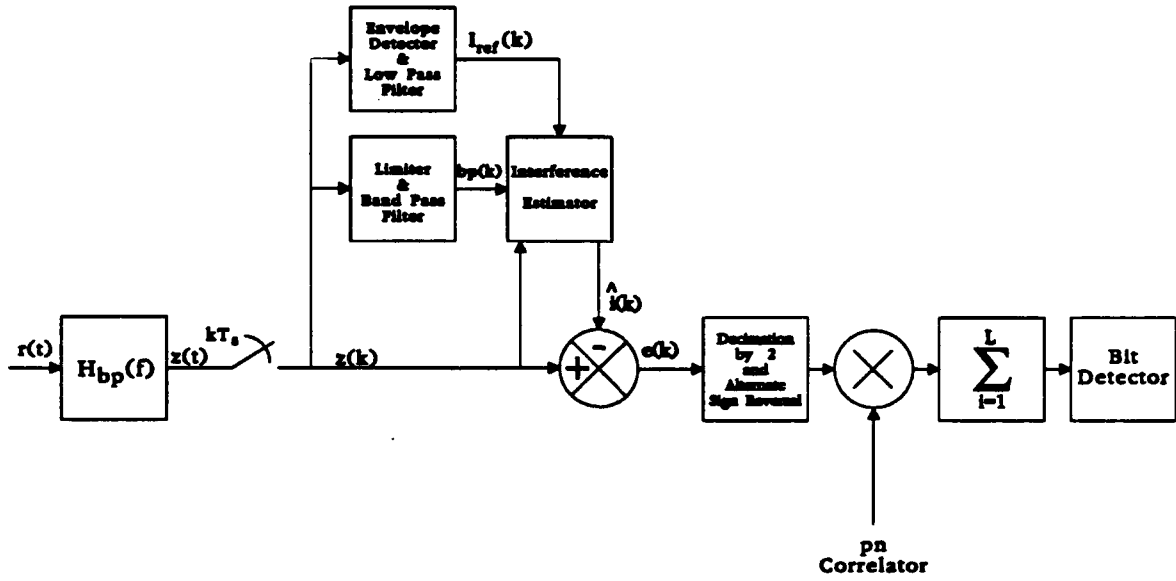 Envelope
Detector
&
Low Pass
Filter
I_ref(k)
Limiter
&
Band Pass
Filter
bp(k)
Interference
Estimator
^
i(k)
r(t)
H_bp(f)
z(t)
kT_s
z(k)
+
-
e(k)
Decimation
by 2
and
Alternate
Sign Reversal
L
∑
i=1
Bit
Detector
pn
Correlator